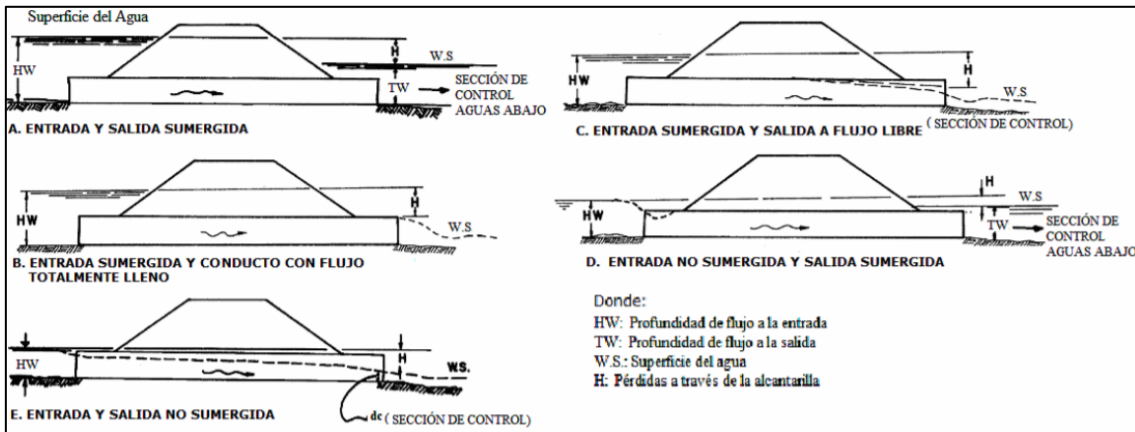 Superficie del Agua
HW
H
W.S
TW
SECCIÓN DE
CONTROL
AGUAS ABAJO
A. ENTRADA Y SALIDA SUMERGIDA
HW
H
W.S
B. ENTRADA SUMERGIDA Y CONDUCTO CON FLUJO
TOTALMENTE LLENO
HW
H
W.S.
dc ( SECCIÓN DE CONTROL)
E. ENTRADA Y SALIDA NO SUMERGIDA
HW
H
W.S
( SECCIÓN DE CONTROL)
C. ENTRADA SUMERGIDA Y SALIDA A FLUJO LIBRE
HW
H
W.S
TW
SECCIÓN DE
CONTROL
AGUAS ABAJO
D. ENTRADA NO SUMERGIDA Y SALIDA SUMERGIDA
Donde:
HW: Profundidad de flujo a la entrada
TW: Profundidad de flujo a la salida
W.S.: Superficie del agua
H: Pérdidas a través de la alcantarilla